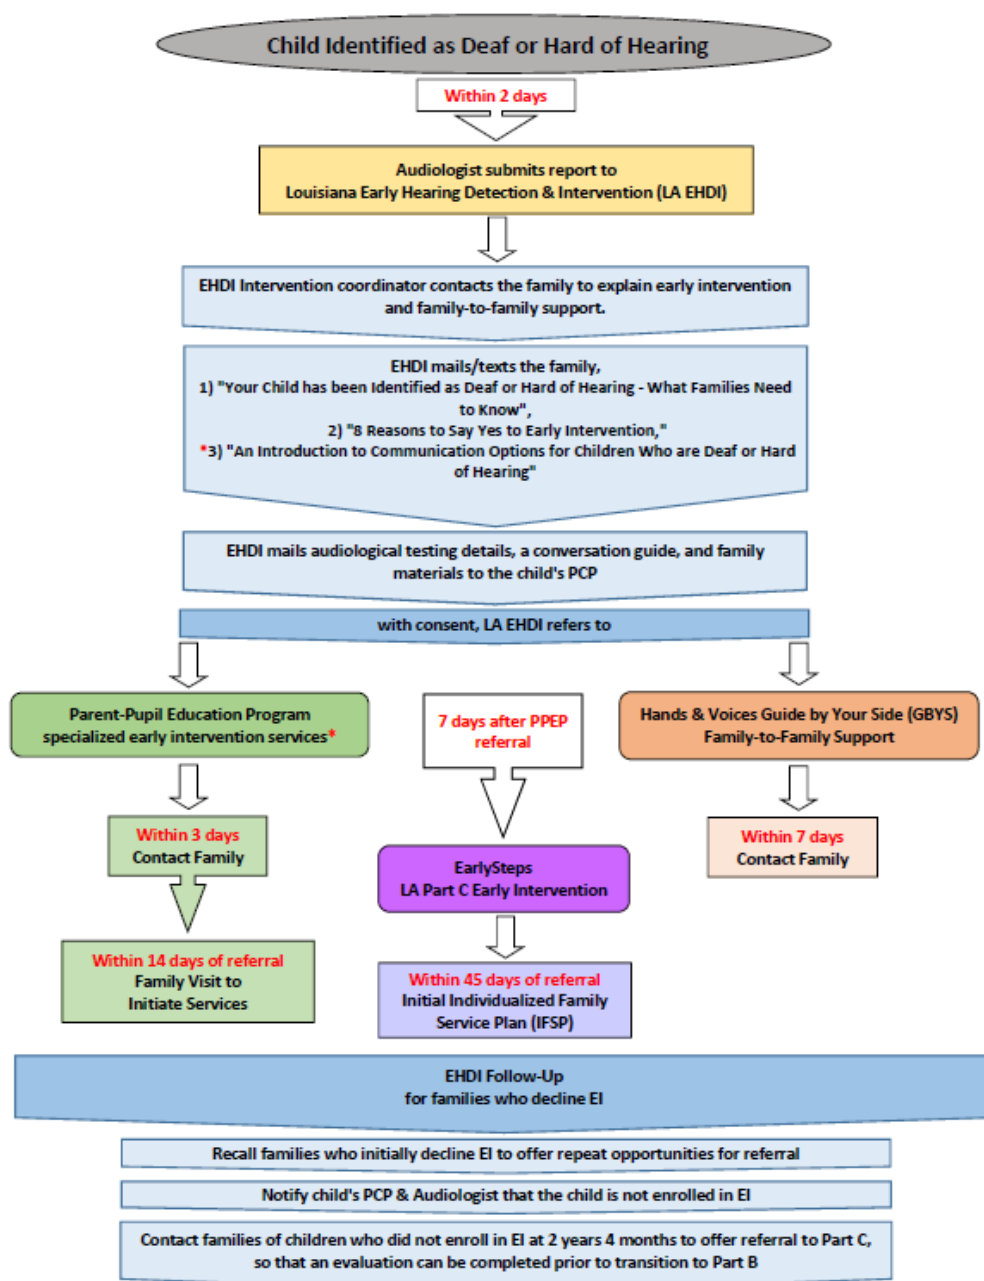 Child Identified as Deaf or Hard of Hearing
Within 2 days
Audiologist submits report to
Louisiana Early Hearing Detection & Intervention (LA EHDI)
EHDI Intervention coordinator contacts the family to explain early intervention
and family-to-family support.
EHDI mails/texts the family,
1) "Your Child has been Identified as Deaf or Hard of Hearing - What Families Need
to Know",
2) "8 Reasons to Say Yes to Early Intervention,"
*3) "An Introduction to Communication Options for Children Who are Deaf or Hard
of Hearing"
EHDI mails audiological testing details, a conversation guide, and family
materials to the child's PCP
with consent, LA EHDI refers to
Parent-Pupil Education Program
specialized early intervention services*
Within 3 days
Contact Family
Within 14 days of referral
Family Visit to
Initiate Services
7 days after PPEP
referral
EarlySteps
LA Part C Early Intervention
Within 45 days of referral
Initial Individualized Family
Service Plan (IFSP)
Hands & Voices Guide by Your Side (GBYS)
Family-to-Family Support
Within 7 days
Contact Family
EHDI Follow-Up
for families who decline EI
Recall families who initially decline EI to offer repeat opportunities for referral
Notify child's PCP & Audiologist that the child is not enrolled in EI
Contact families of children who did not enroll in EI at 2 years 4 months to offer referral to Part C,
so that an evaluation can be completed prior to transition to Part B